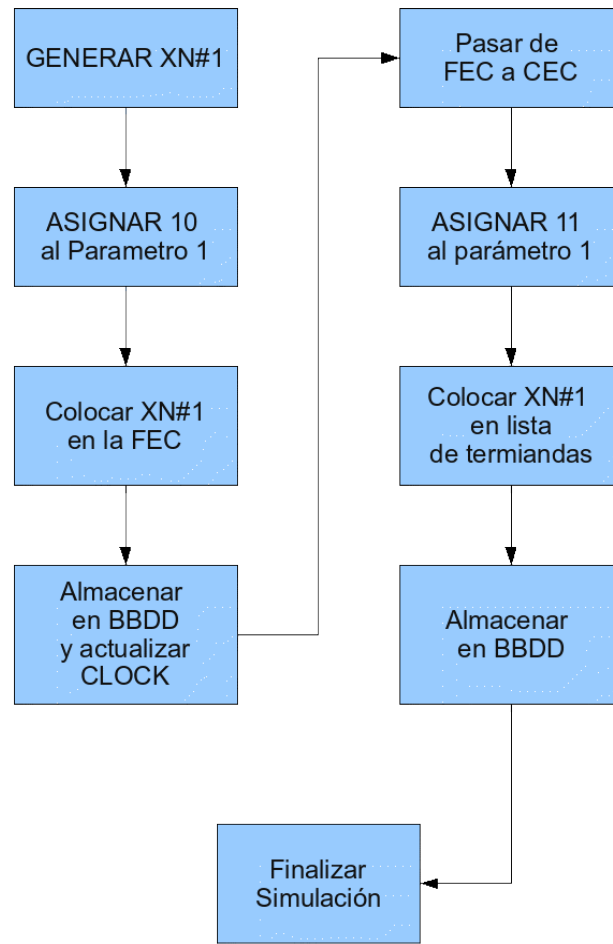 GENERAR XN#1
ASIGNAR 10
al Parametro 1
Colocar XN#1
en la FEC
Almacenar
en BBDD
y actualizar
CLOCK
Pasar de
FEC a CEC
ASIGNAR 11
al parámetro 1
Colocar XN#1
en lista
de termiandas
Almacenar
en BBDD
Finalizar
Simulación